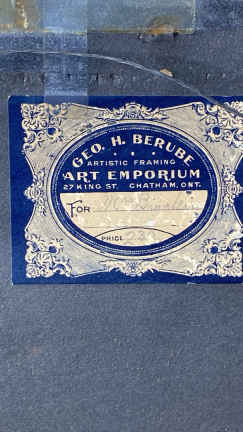 GEO. H. BERUBE
ARTISTIC FRAMING
ART EMPORIUM
27 KING ST. CHATHAM, ONT.
FOR
PRICE